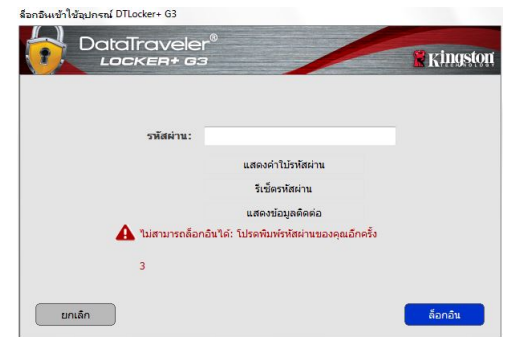 ล็อกอินเข้าใช้อุปกรณ์ DTLocker+ G3
DataTraveler®
LOCKER+ G3
Kingston
TECHNOLOGY
รหัสผ่าน:
แสดงคำใบ้รหัสผ่าน
รีเซ็ตรหัสผ่าน
แสดงข้อมูลติดต่อ
ไม่สามารถล็อกอินได้: โปรดพิมพ์รหัสผ่านของคุณอีกครั้ง
3
ยกเลิก
ล็อกอิน